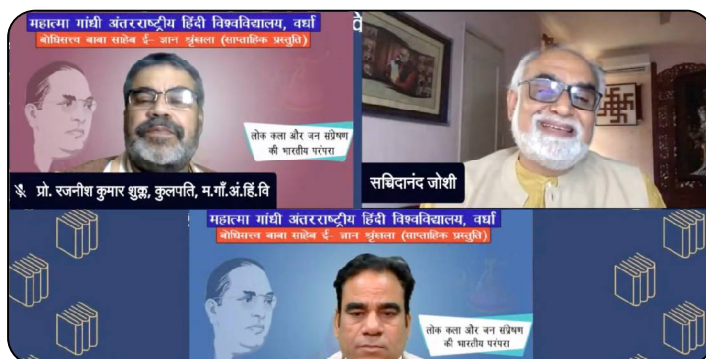 महात्मा गांधी अंतरराष्ट्रीय हिंदी विश्वविद्यालय, वर्धा
बोधिसत्त्व बाबा साहेब ई- ज्ञान श्रृंखला (साप्ताहिक प्रस्तुति)
लोक कला और जन संप्रेषण
की भारतीय परंपरा
प्रो. रजनीश कुमार शुक्ल, कुलपति, म.गाँ.अं.हिं.वि
सच्चिदानंद जोशी
महात्मा गांधी अंतरराष्ट्रीय हिंदी विश्वविद्यालय, वर्धा
बोधिसत्त्व बाबा साहेब ई- ज्ञान श्रृंखला (साप्ताहिक प्रस्तुति)
लोक कला और जन संप्रेषण
की भारतीय परंपरा